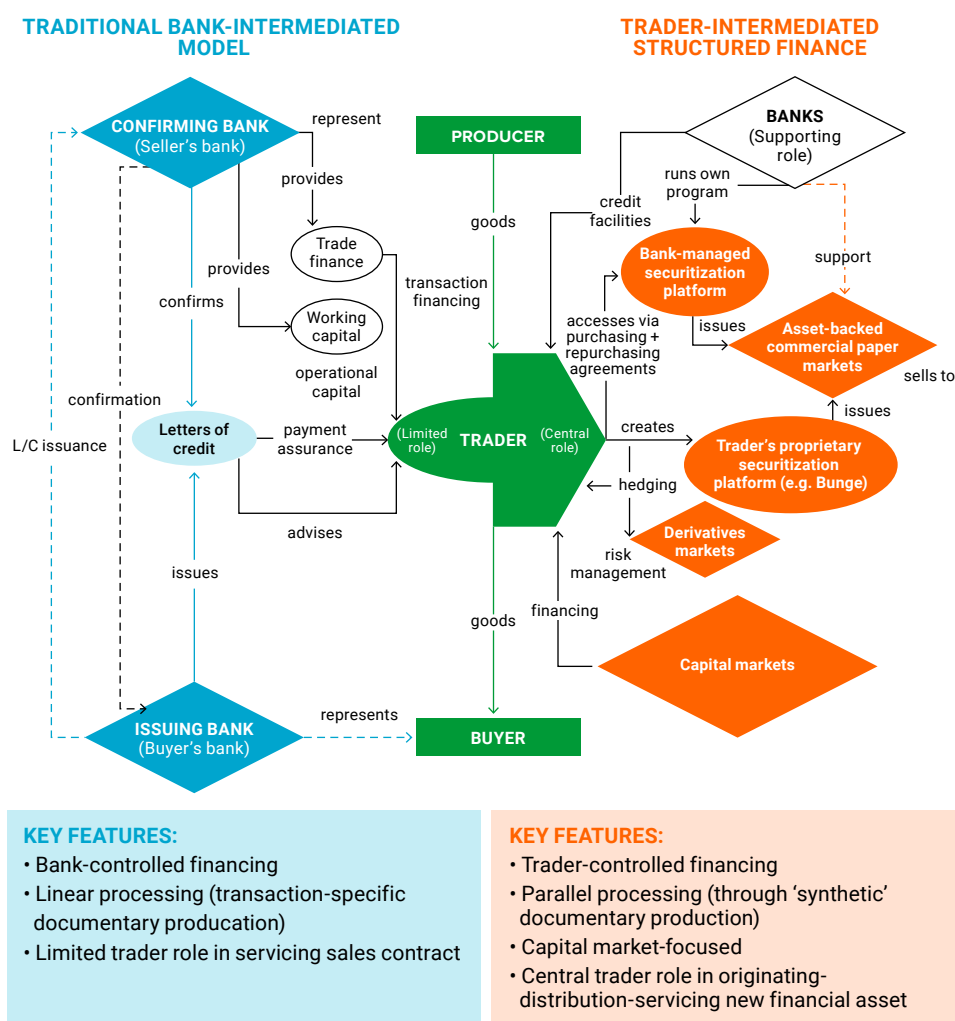 TRADITIONAL BANK-INTERMEDIATED
MODEL
TRADER-INTERMEDIATED
STRUCTURED FINANCE
CONFIRMING BANK
(Seller's bank)
represent
provides
Trade
finance
provides
Working
capital
operational
capital
confirms
confirmation
L/C issuance
Letters of
credit
payment
assurance
advises
issues
ISSUING BANK
(Buyer's bank)
represents
PRODUCER
goods
transaction
financing
(Limited
role)
TRADER
(Central
role)
goods
BUYER
BANKS
(Supporting
role)
runs own
program
credit
facilities
Bank-managed
securitization
platform
support
accesses via
purchasing +
repurchasing
agreements
issues
Asset-backed
commercial paper
markets
sells to
issues
creates
Trader's proprietary
securitization
platform (e.g. Bunge)
hedging
Derivatives
markets
risk
management
financing
Capital markets
KEY FEATURES:
• Bank-controlled financing
• Linear processing (transaction-specific
documentary producation)
• Limited trader role in servicing sales contract
KEY FEATURES:
• Trader-controlled financing
• Parallel processing (through ‘synthetic’
documentary production)
• Capital market-focused
• Central trader role in originating-
distribution-servicing new financial asset